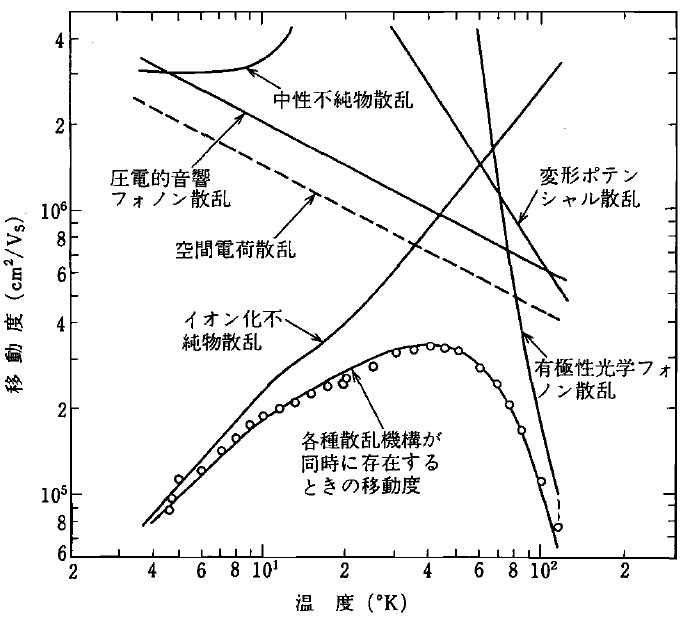 4
2
10⁶
8
6
4
2
10⁵
8
6
移動度 (cm²/Vs)
中性不純物散乱
圧電的音響
フォノン散乱
空間電荷散乱
変形ポテン
シャル散乱
イオン化不
純物散乱
有極性光学フォ
ノン散乱
各種散乱機構が
同時に存在する
ときの移動度
2 4 6 8 10¹ 2 4 6 8 10² 2
温 度 (°K)